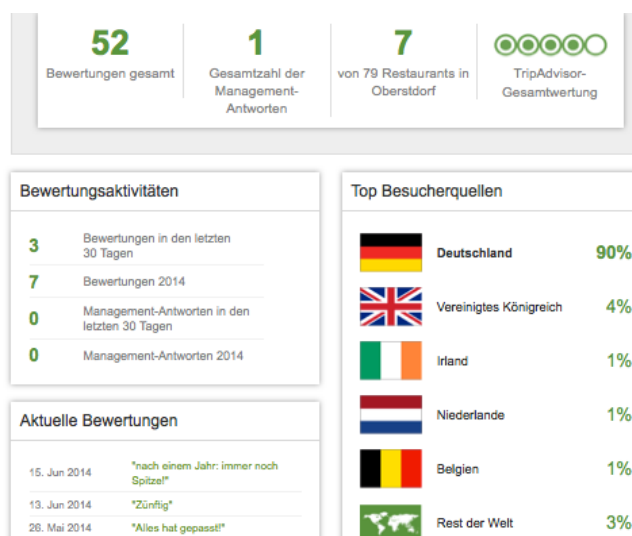 52
Bewertungen gesamt
1
Gesamtzahl der
Management-
Antworten
7
von 79 Restaurants in
Oberstdorf
TripAdvisor-
Gesamtwertung
Bewertungsaktivitäten
3
Bewertungen in den letzten
30 Tagen
7
Bewertungen 2014
0
Management-Antworten in den
letzten 30 Tagen
0
Management-Antworten 2014
Aktuelle Bewertungen
15. Jun 2014
"nach einem Jahr: immer noch
Spitze!"
13. Jun 2014
"Zünftig"
26. Mai 2014
"Alles hat gepasst!"
Top Besucherquellen
Deutschland 90%
Vereinigtes Königreich 4%
Irland 1%
Niederlande 1%
Belgien 1%
Rest der Welt 3%